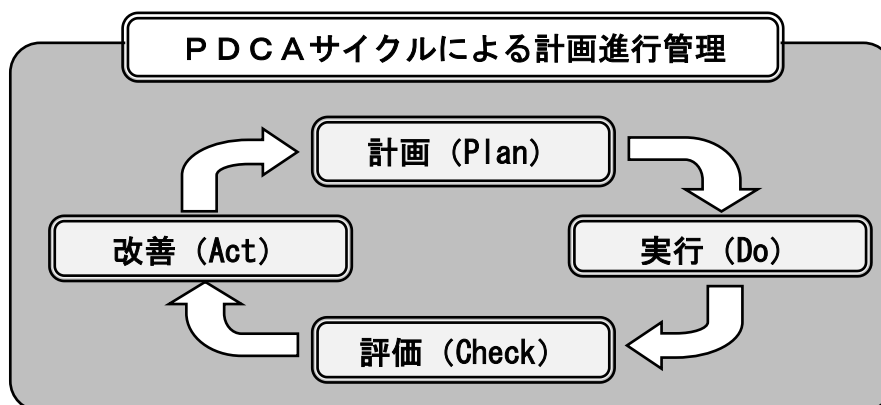 ＰＤＣＡサイクルによる計画進行管理
計画（Plan）
改善（Act）
実行（Do）
評価（Check）